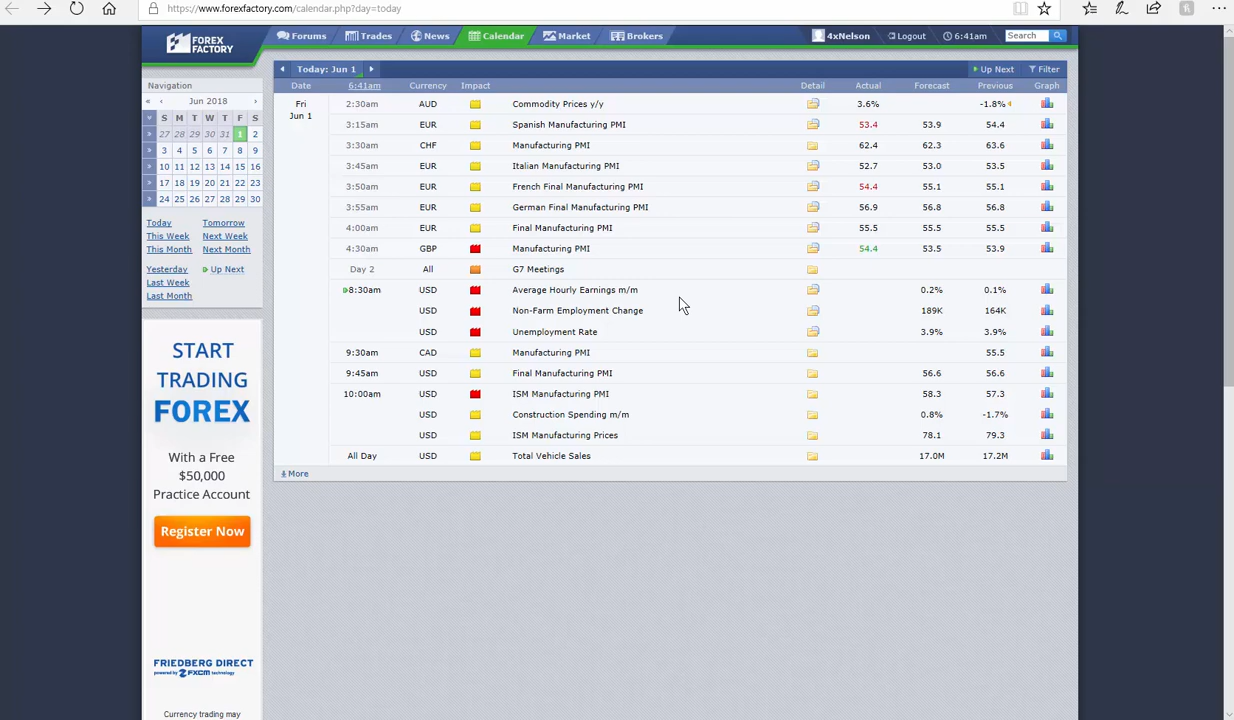 https://www.forexfactory.com/calendar.php?day=today
FOREX FACTORY
Forums Trades News Calendar Market Brokers 4xNelson Logout 6:41am Search
Navigation
« ‹ Jun 2018 ›
S M T W T F S
27 28 29 30 31 1 2
3 4 5 6 7 8 9
10 11 12 13 14 15 16
17 18 19 20 21 22 23
24 25 26 27 28 29 30
Today Tomorrow
This Week Next Week
This Month Next Month
Yesterday Up Next
Last Week
Last Month
START
TRADING
FOREX
With a Free
$50,000
Practice Account
Register Now
FRIEDBERG DIRECT
powered by FXCM technology
Currency trading may
Today: Jun 1 Up Next Filter
Date 6:41am Currency Impact Detail Actual Forecast Previous Graph
Fri Jun 1 2:30am AUD Commodity Prices y/y 3.6% -1.8%
3:15am EUR Spanish Manufacturing PMI 53.4 53.9 54.4
3:30am CHF Manufacturing PMI 62.4 62.3 63.6
3:45am EUR Italian Manufacturing PMI 52.7 53.0 53.5
3:50am EUR French Final Manufacturing PMI 54.4 55.1 55.1
3:55am EUR German Final Manufacturing PMI 56.9 56.8 56.8
4:00am EUR Final Manufacturing PMI 55.5 55.5 55.5
4:30am GBP Manufacturing PMI 54.4 53.5 53.9
Day 2 All G7 Meetings
8:30am USD Average Hourly Earnings m/m 0.2% 0.1%
USD Non-Farm Employment Change 189K 164K
USD Unemployment Rate 3.9% 3.9%
9:30am CAD Manufacturing PMI 55.5
9:45am USD Final Manufacturing PMI 56.6 56.6
10:00am USD ISM Manufacturing PMI 58.3 57.3
USD Construction Spending m/m 0.8% -1.7%
USD ISM Manufacturing Prices 78.1 79.3
All Day USD Total Vehicle Sales 17.0M 17.2M
More